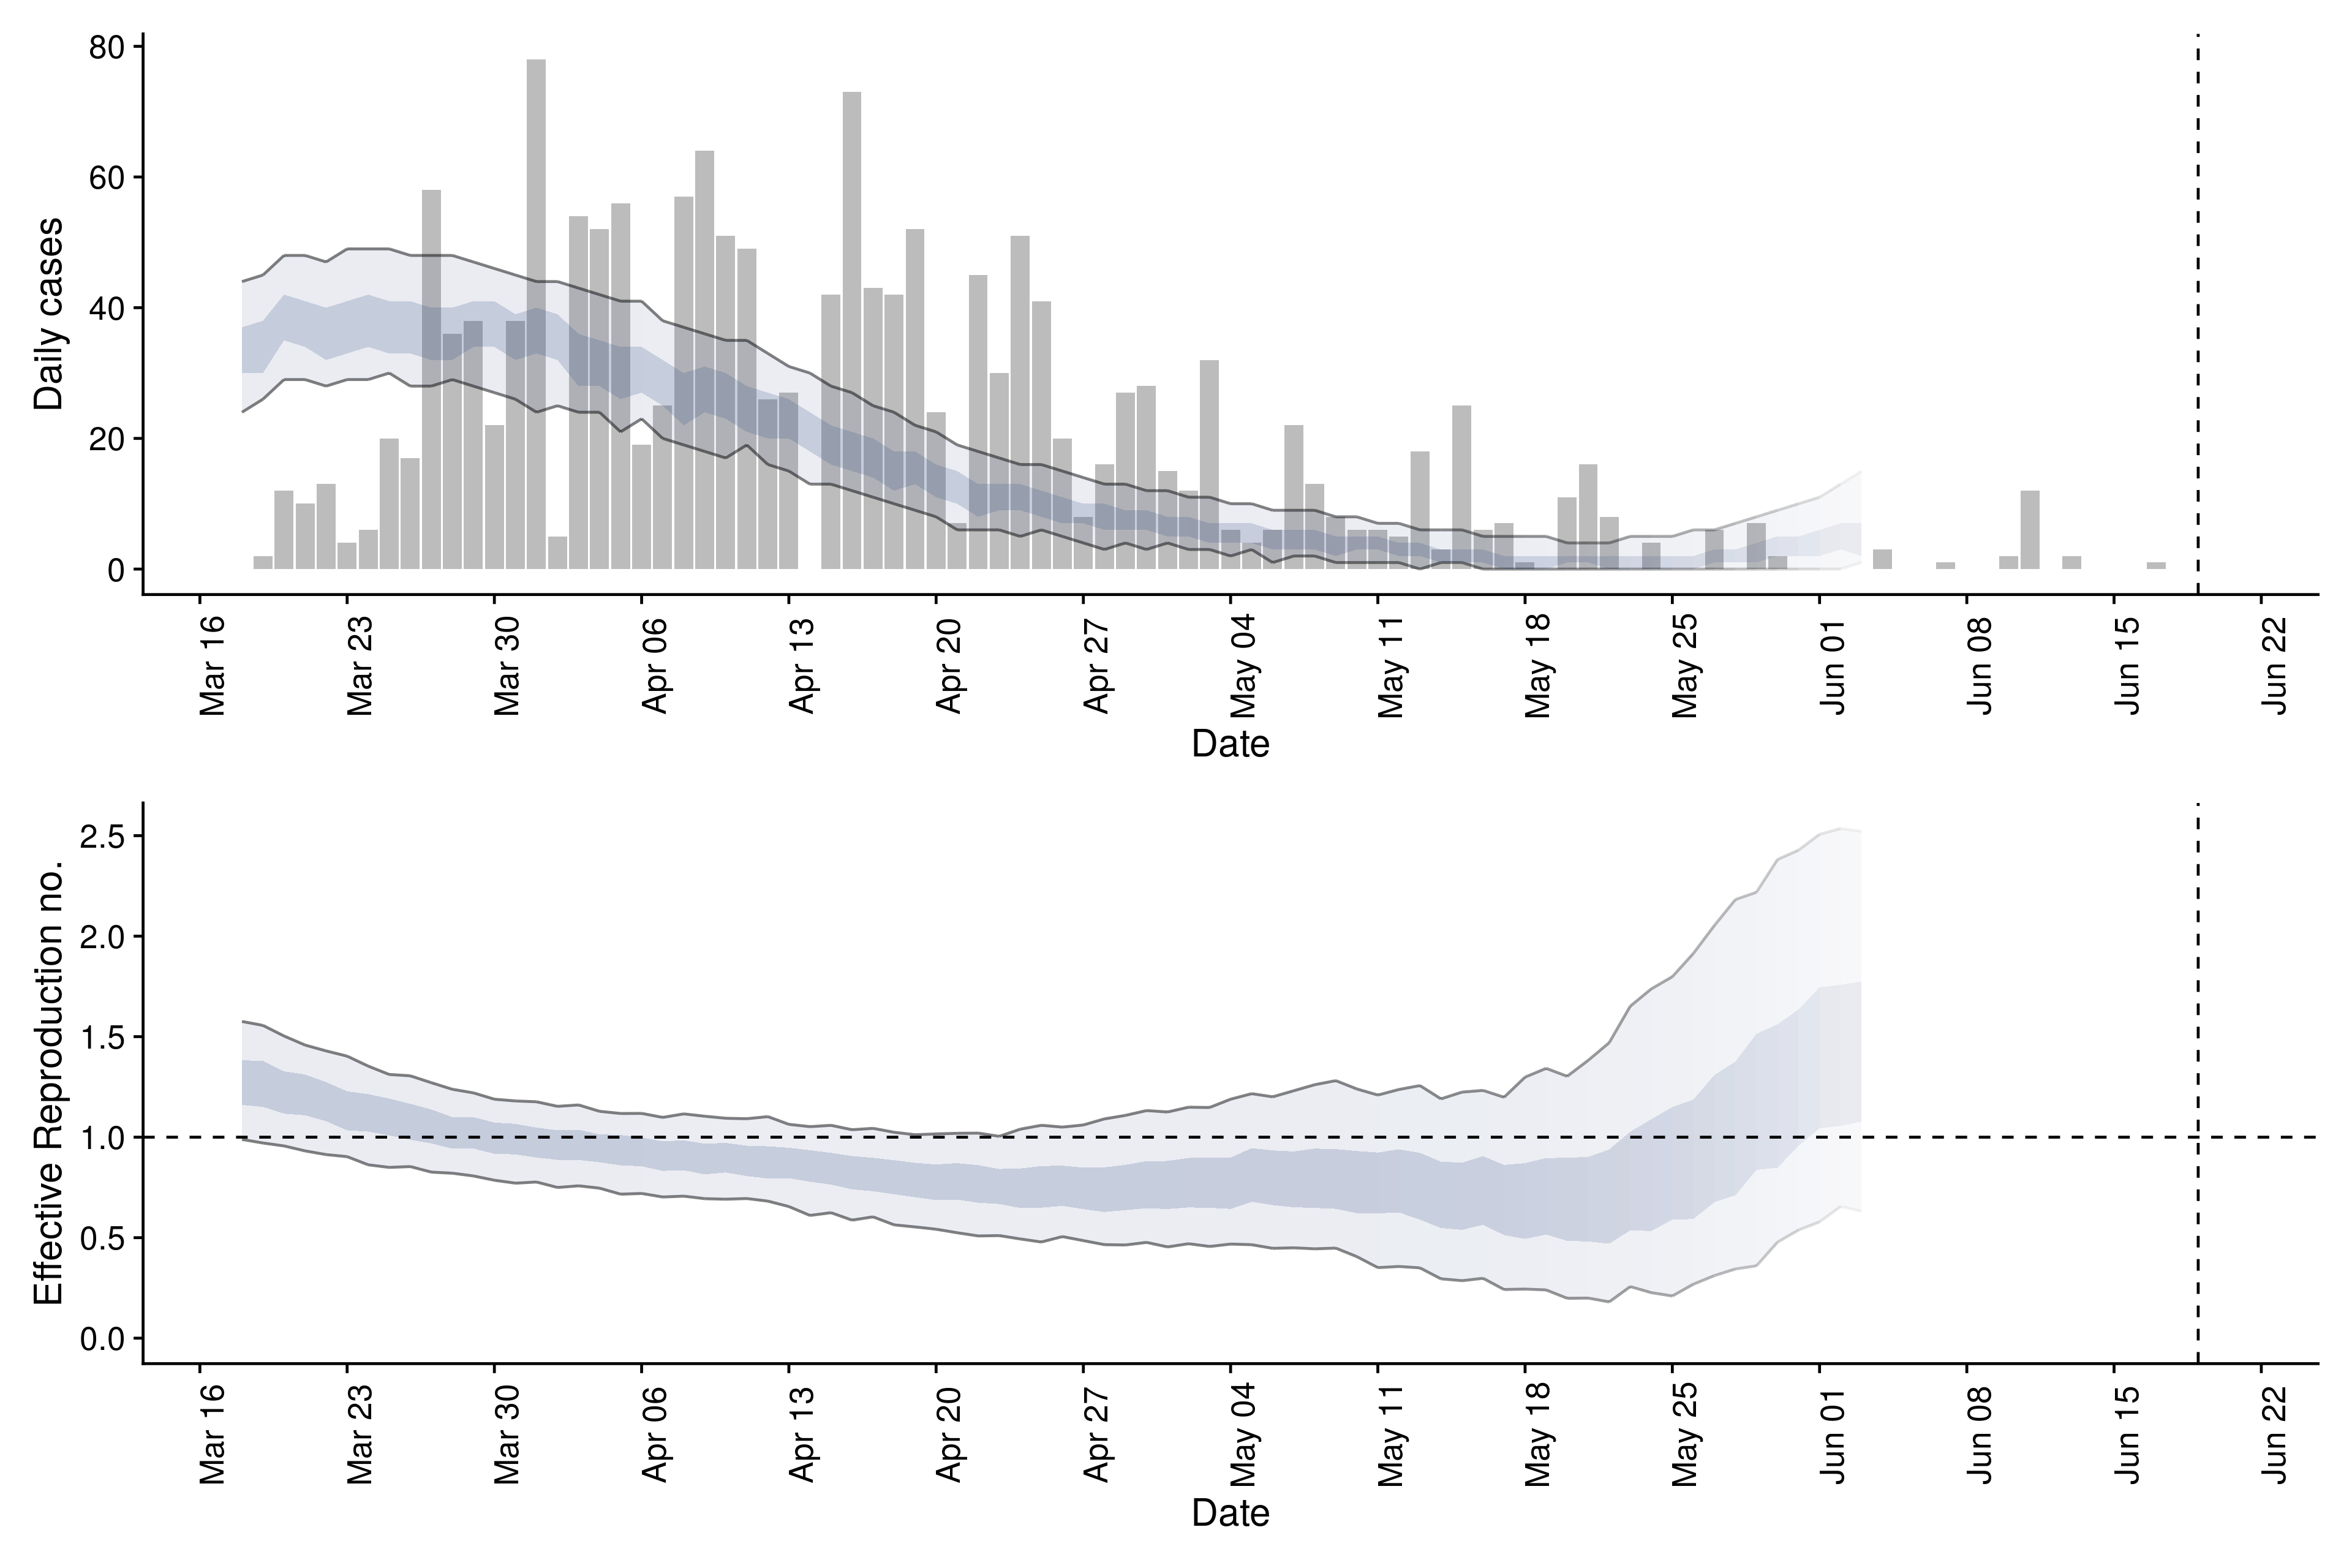 Daily cases
80
60
40
20
0
Mar 16
Mar 23
Mar 30
Apr 06
Apr 13
Apr 20
Apr 27
May 04
May 11
May 18
May 25
Jun 01
Jun 08
Jun 15
Jun 22
Date
Effective Reproduction no.
2.5
2.0
1.5
1.0
0.5
0.0
Mar 16
Mar 23
Mar 30
Apr 06
Apr 13
Apr 20
Apr 27
May 04
May 11
May 18
May 25
Jun 01
Jun 08
Jun 15
Jun 22
Date